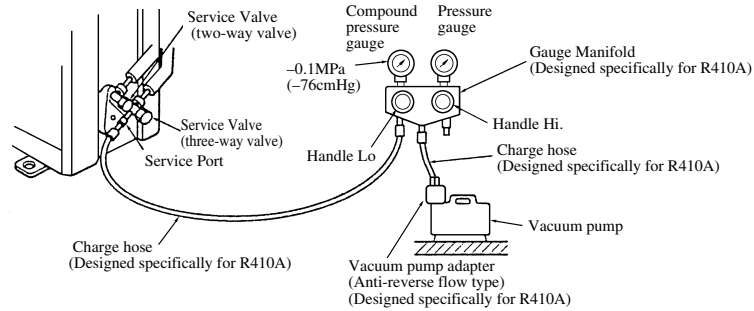 Service Valve
(two-way valve)
Compound
pressure
gauge
Pressure
gauge
–0.1MPa
(–76cmHg)
Gauge Manifold
(Designed specifically for R410A)
Service Valve
(three-way valve)
Service Port
Handle Lo
Handle Hi.
Charge hose
(Designed specifically for R410A)
Vacuum pump
Charge hose
(Designed specifically for R410A)
Vacuum pump adapter
(Anti-reverse flow type)
(Designed specifically for R410A)